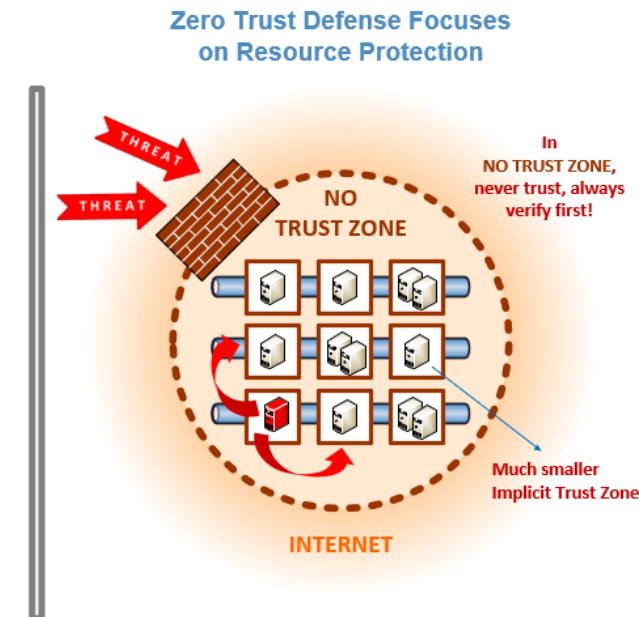 Zero Trust Defense Focuses
on Resource Protection
THREAT
THREAT
In
NO TRUST ZONE,
never trust, always
verify first!
NO
TRUST ZONE
Much smaller
Implicit Trust Zone
INTERNET